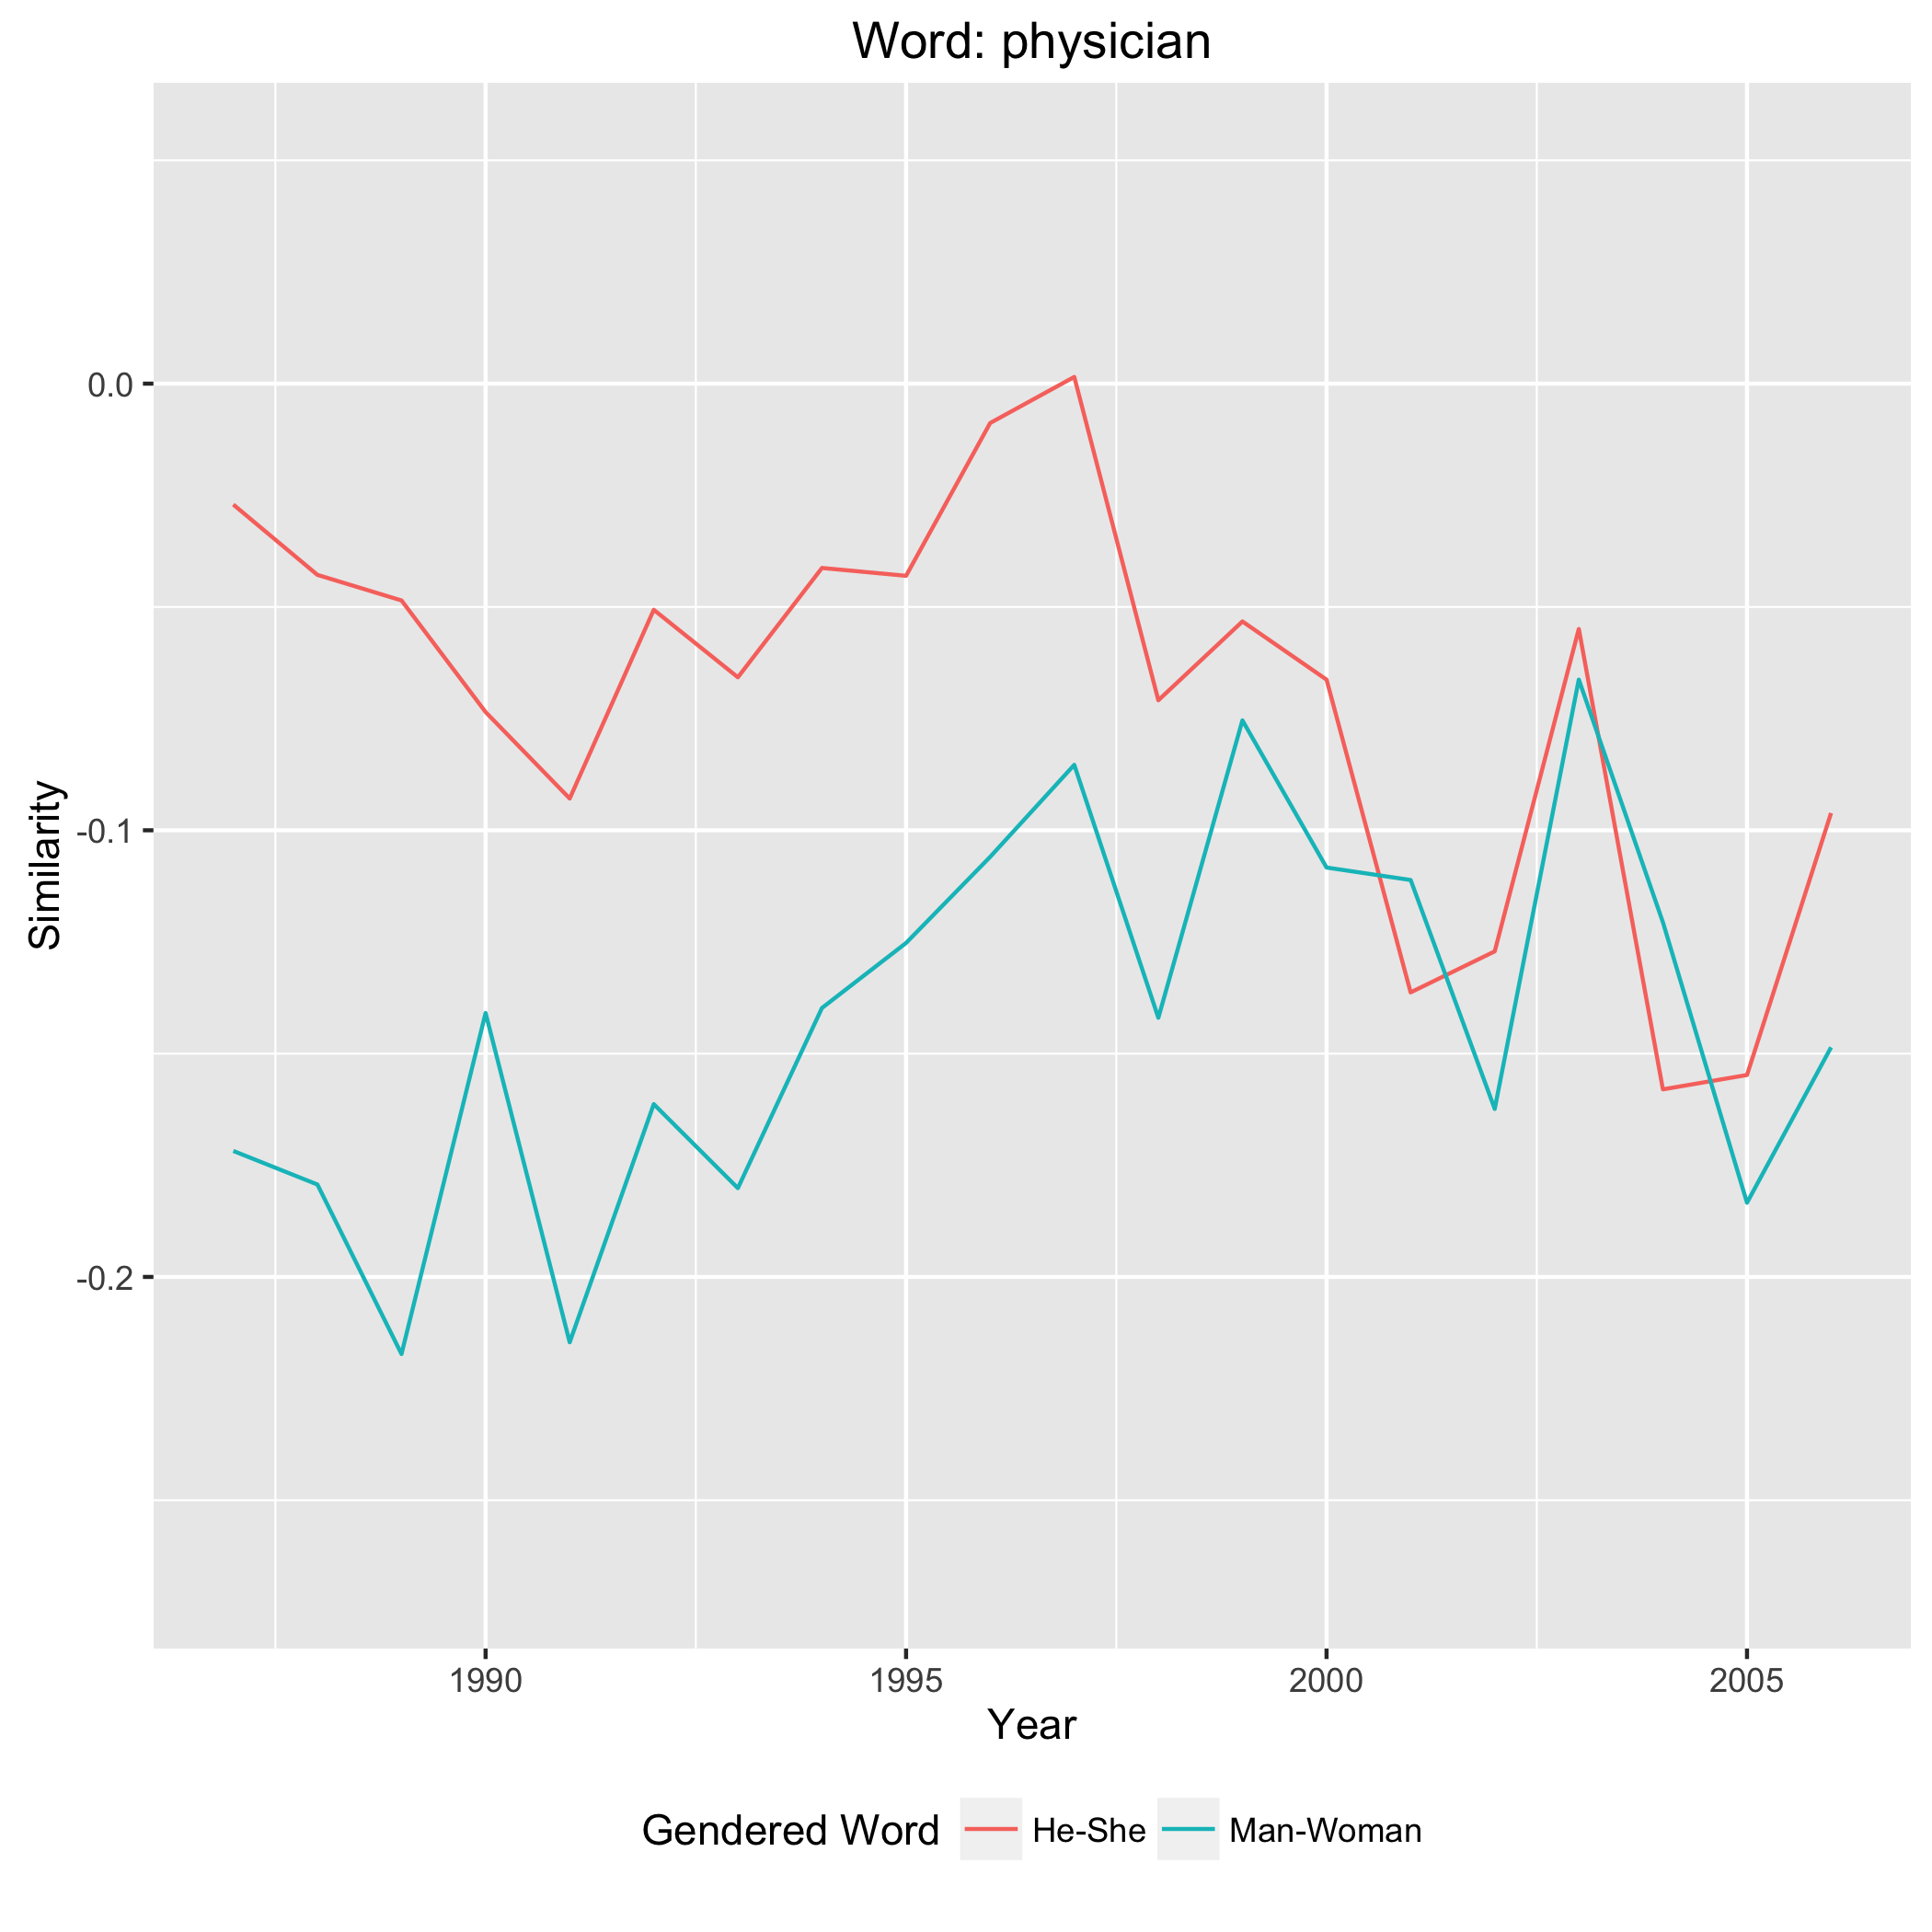 Word: physician
0.0
-0.1
-0.2
Similarity
1990 1995 2000 2005
Year
Gendered Word He-She Man-Woman